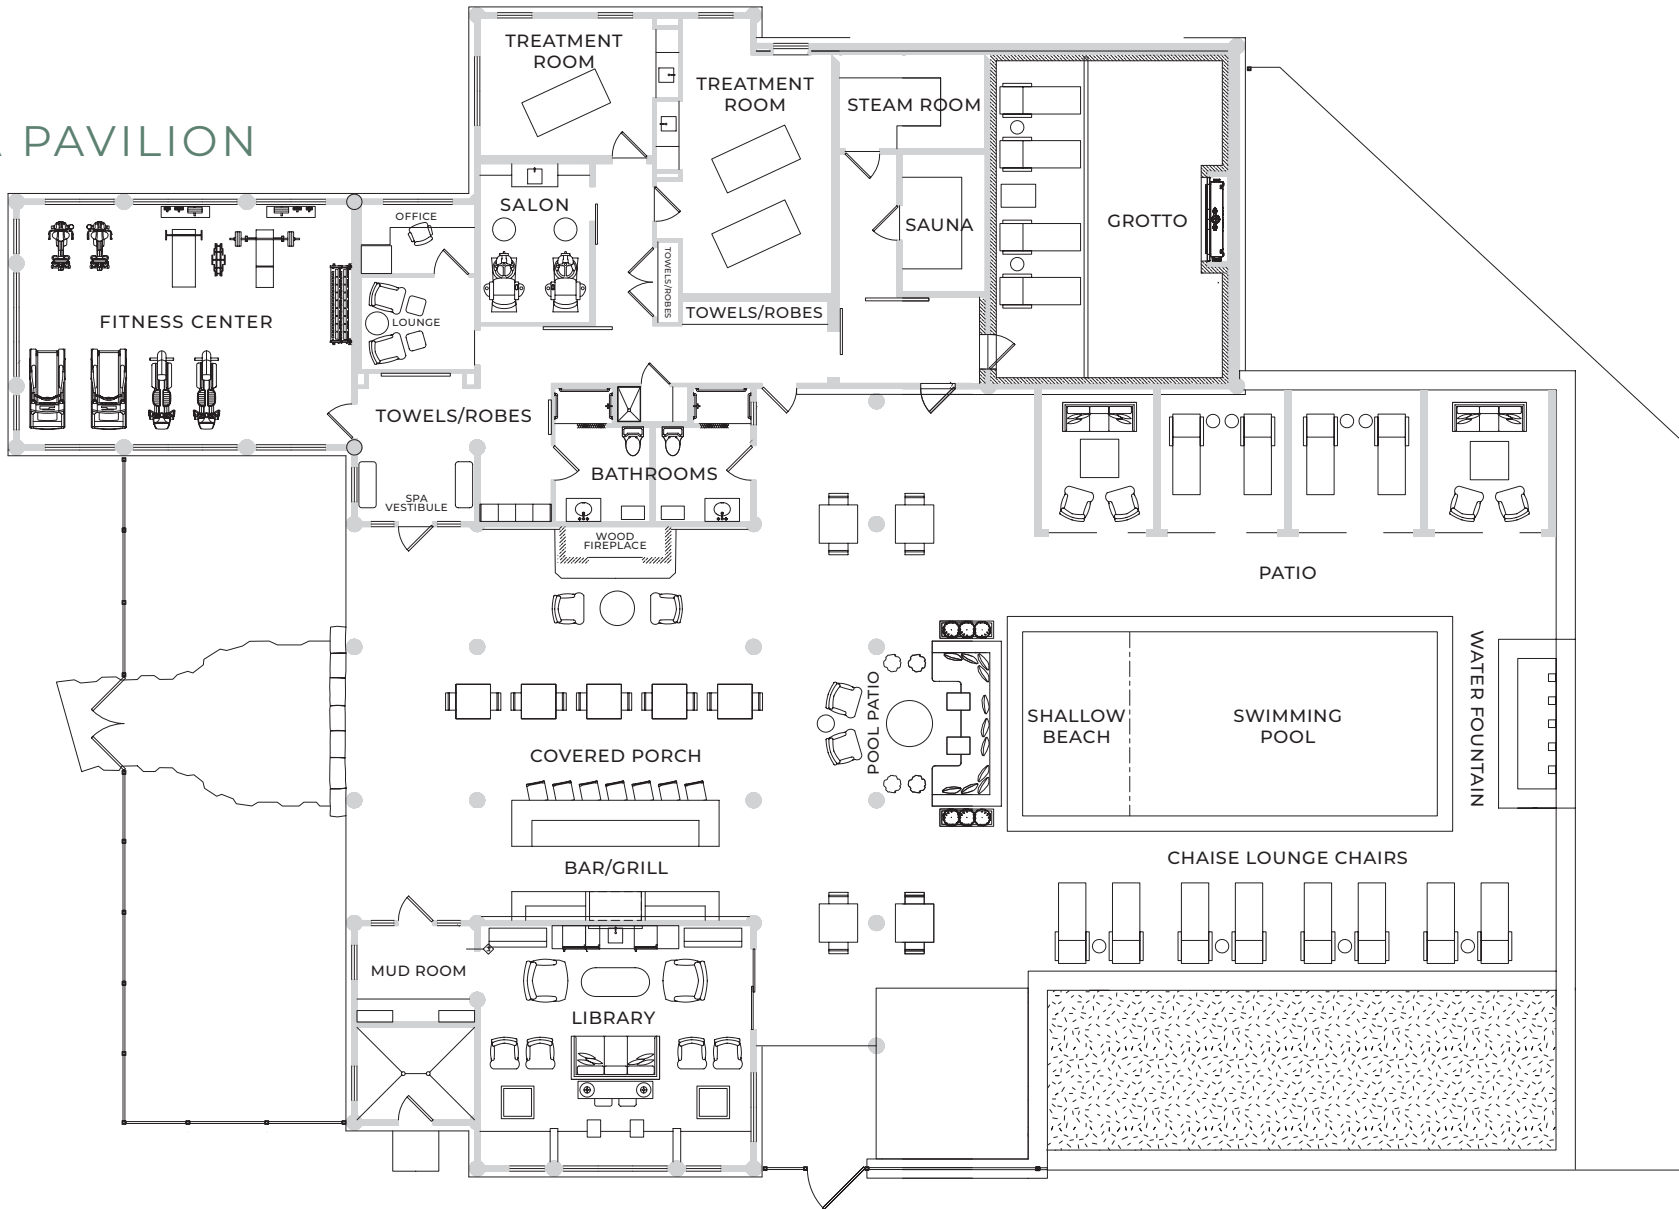 PAVILION
TREATMENT
ROOM
TREATMENT
ROOM
STEAM ROOM
SALON
OFFICE
SAUNA
GROTTO
TOWELS/ROBES
TOWELS/ROBES
FITNESS CENTER
LOUNGE
TOWELS/ROBES
BATHROOMS
SPA
VESTIBULE
WOOD
FIREPLACE
PATIO
POOL PATIO
SHALLOW
BEACH
SWIMMING
POOL
WATER FOUNTAIN
COVERED PORCH
BAR/GRILL
CHAISE LOUNGE CHAIRS
MUD ROOM
LIBRARY